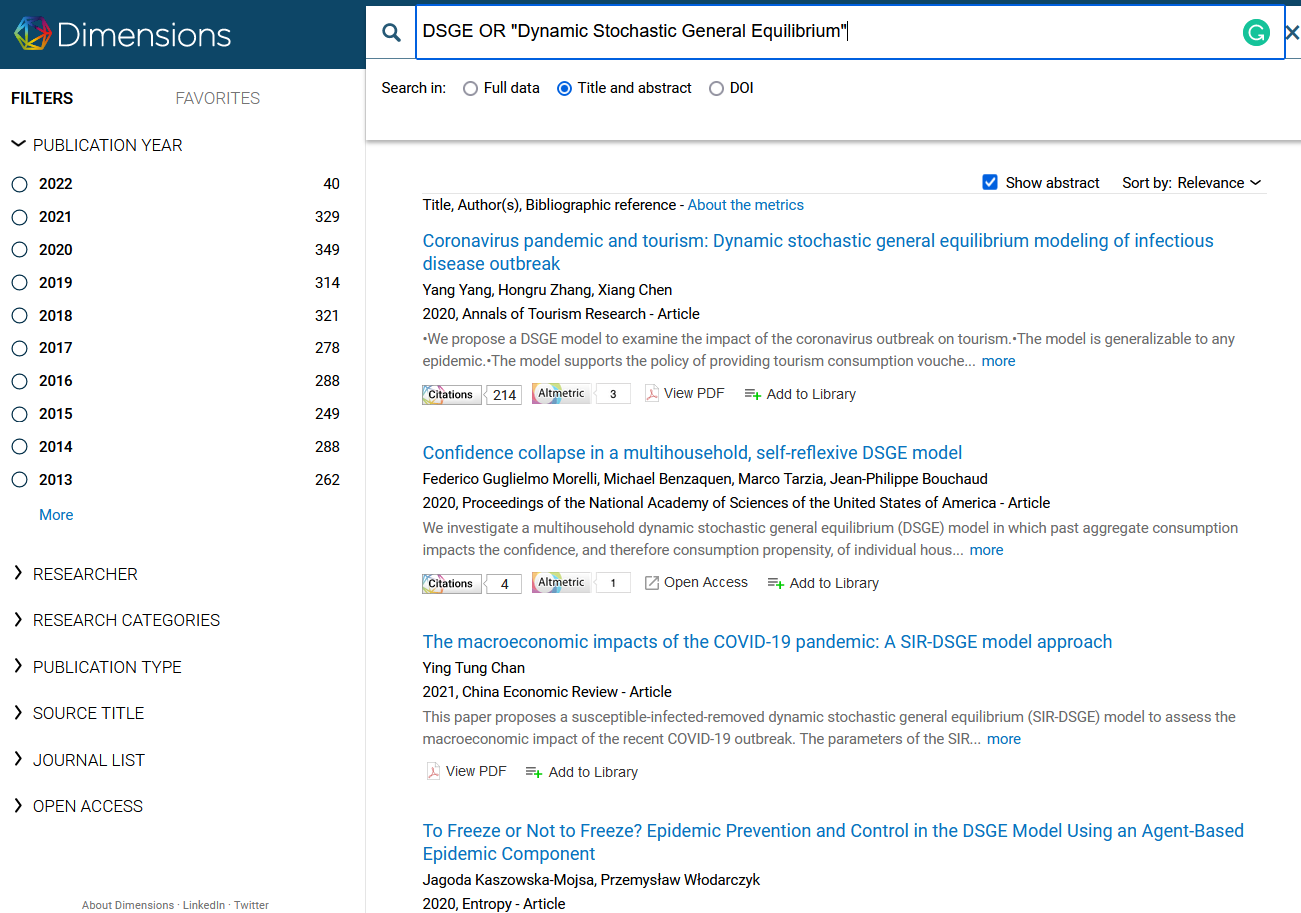 Dimensions
DSGE OR "Dynamic Stochastic General Equilibrium"
Search in: Full data Title and abstract DOI
FILTERS FAVORITES
PUBLICATION YEAR
2022 40
2021 329
2020 349
2019 314
2018 321
2017 278
2016 288
2015 249
2014 288
2013 262
More
RESEARCHER
RESEARCH CATEGORIES
PUBLICATION TYPE
SOURCE TITLE
JOURNAL LIST
OPEN ACCESS
About Dimensions · LinkedIn · Twitter
Show abstract Sort by: Relevance
Title, Author(s), Bibliographic reference - About the metrics
Coronavirus pandemic and tourism: Dynamic stochastic general equilibrium modeling of infectious
disease outbreak
Yang Yang, Hongru Zhang, Xiang Chen
2020, Annals of Tourism Research - Article
•We propose a DSGE model to examine the impact of the coronavirus outbreak on tourism.•The model is generalizable to any
epidemic.•The model supports the policy of providing tourism consumption vouche... more
Citations 214 Altmetric 3 View PDF Add to Library
Confidence collapse in a multihousehold, self-reflexive DSGE model
Federico Guglielmo Morelli, Michael Benzaquen, Marco Tarzia, Jean-Philippe Bouchaud
2020, Proceedings of the National Academy of Sciences of the United States of America - Article
We investigate a multihousehold dynamic stochastic general equilibrium (DSGE) model in which past aggregate consumption
impacts the confidence, and therefore consumption propensity, of individual hous... more
Citations 4 Altmetric 1 Open Access Add to Library
The macroeconomic impacts of the COVID-19 pandemic: A SIR-DSGE model approach
Ying Tung Chan
2021, China Economic Review - Article
This paper proposes a susceptible-infected-removed dynamic stochastic general equilibrium (SIR-DSGE) model to assess the
macroeconomic impact of the recent COVID-19 outbreak. The parameters of the SIR... more
View PDF Add to Library
To Freeze or Not to Freeze? Epidemic Prevention and Control in the DSGE Model Using an Agent-Based
Epidemic Component
Jagoda Kaszowska-Mojsa, Przemysław Włodarczyk
2020, Entropy - Article